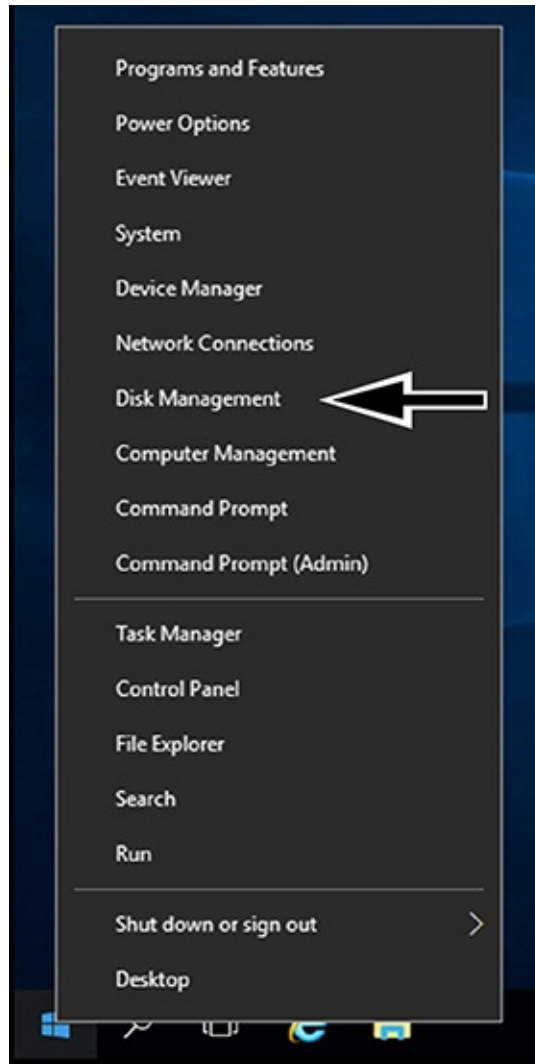 Programs and Features
Power Options
Event Viewer
System
Device Manager
Network Connections
Disk Management
Computer Management
Command Prompt
Command Prompt (Admin)
Task Manager
Control Panel
File Explorer
Search
Run
Shut down or sign out
Desktop